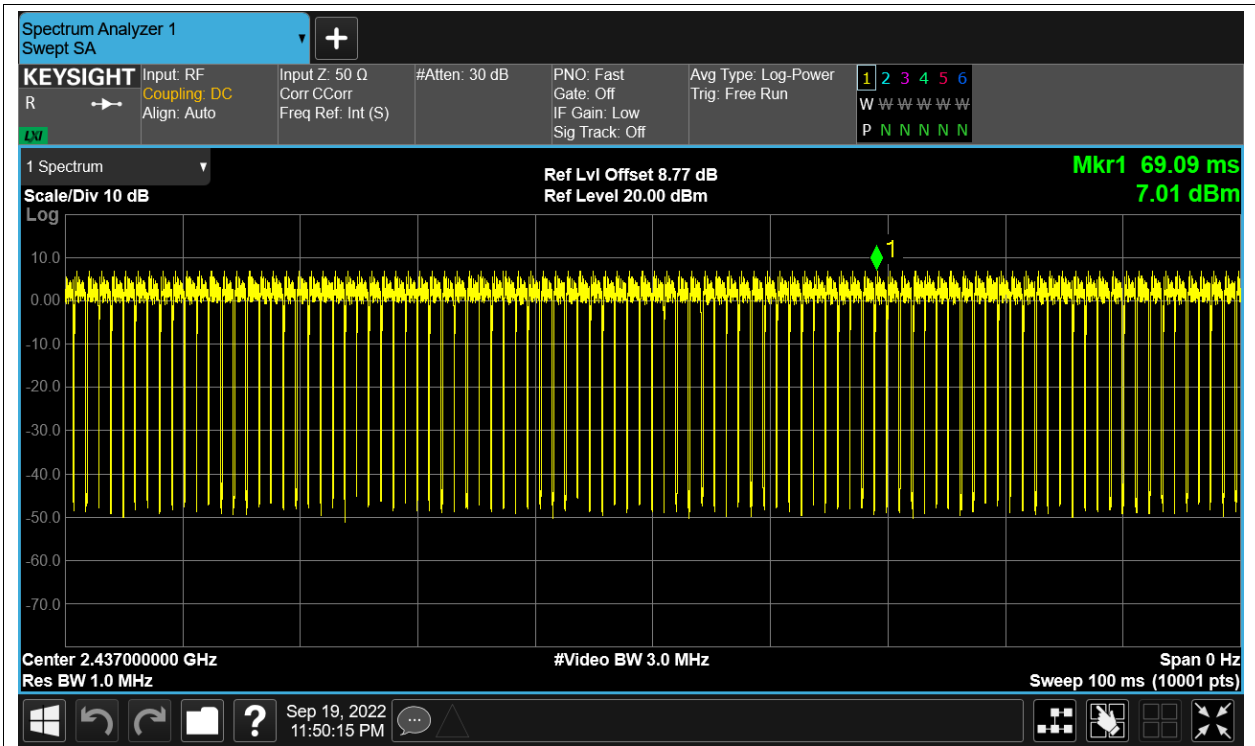 Spectrum Analyzer 1
Swept SA
KEYSIGHT
R
LXI
Input: RF
Coupling: DC
Align: Auto
Input Z: 50 Ω
Corr CCorr
Freq Ref: Int (S)
#Atten: 30 dB
PNO: Fast
Gate: Off
IF Gain: Low
Sig Track: Off
Avg Type: Log-Power
Trig: Free Run
1 2 3 4 5 6
W W W W W W
P N N N N N
1 Spectrum
Scale/Div 10 dB
Log
Ref Lvl Offset 8.77 dB
Ref Level 20.00 dBm
Mkr1 69.09 ms
7.01 dBm
1
10.0
0.00
-10.0
-20.0
-30.0
-40.0
-50.0
-60.0
-70.0
Center 2.437000000 GHz
Res BW 1.0 MHz
#Video BW 3.0 MHz
Span 0 Hz
Sweep 100 ms (10001 pts)
?
Sep 19, 2022
11:50:15 PM